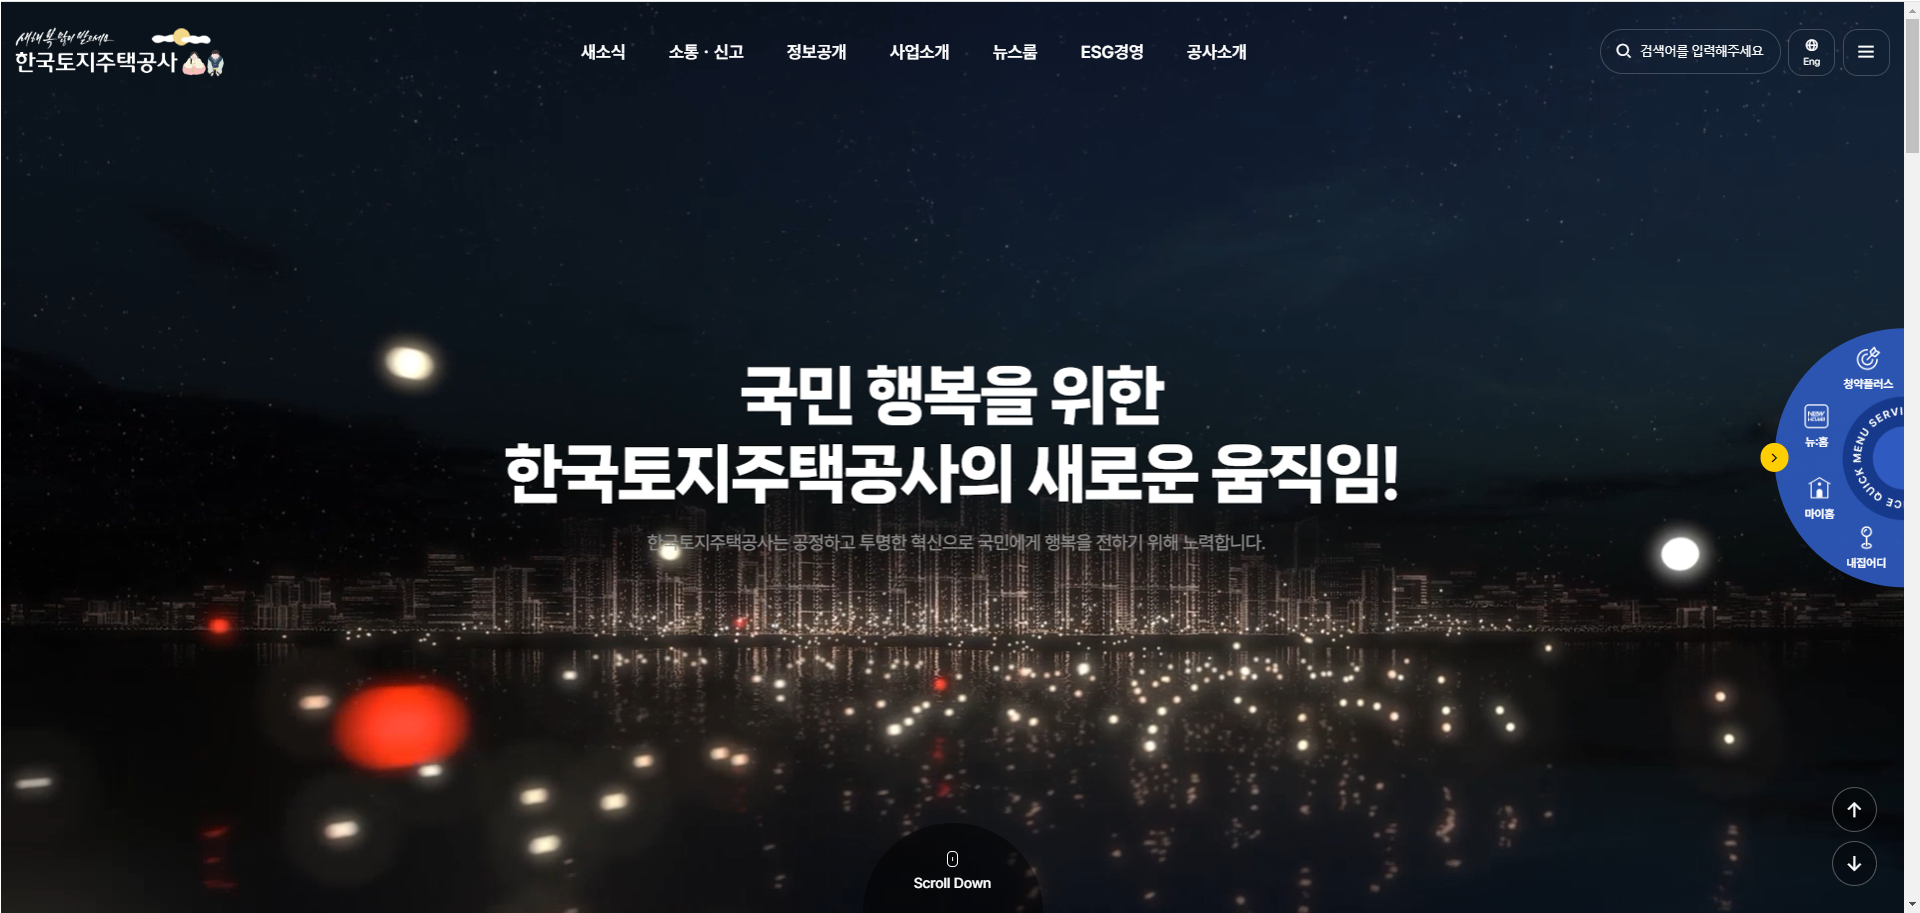 새해 복 많이 받으세요
한국토지주택공사
새소식
소통 · 신고
정보공개
사업소개
뉴스룸
ESG경영
공사소개
검색어를 입력해주세요
Eng
국민 행복을 위한
한국토지주택공사의 새로운 움직임!
한국토지주택공사는 공정하고 투명한 혁신으로 국민에게 행복을 전하기 위해 노력합니다.
청약플러스
NEW HOME
뉴:홈
마이홈
내집어디
QUICK MENU SERVI
CE
Scroll Down